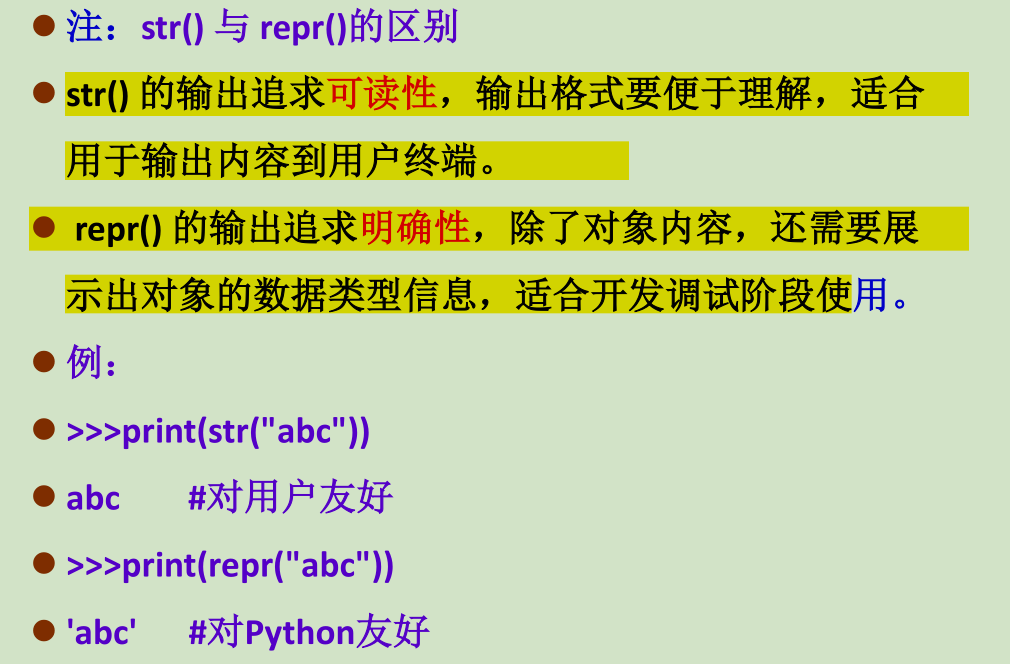 注：str() 与 repr()的区别
str() 的输出追求可读性，输出格式要便于理解，适合
用于输出内容到用户终端。
repr() 的输出追求明确性，除了对象内容，还需要展
示出对象的数据类型信息，适合开发调试阶段使用。
例：
>>>print(str("abc"))
abc #对用户友好
>>>print(repr("abc"))
'abc' #对Python友好